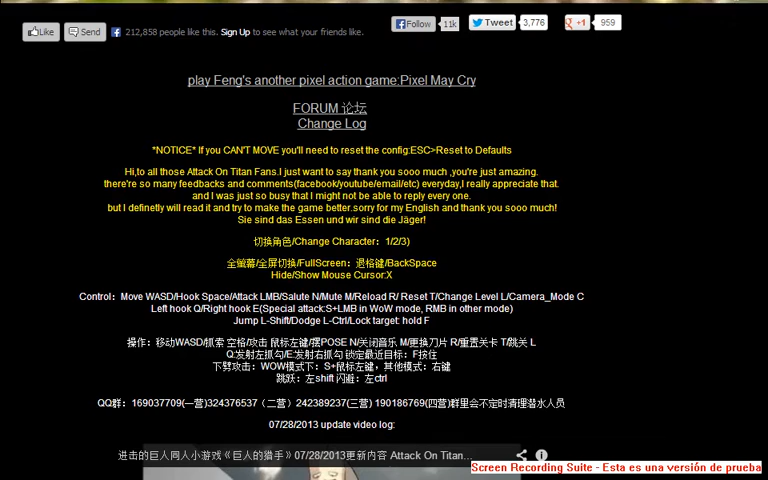 Like Send 212,858 people like this. Sign Up to see what your friends like. Follow 11k Tweet 3,776 +1 959
play Feng's another pixel action game:Pixel May Cry
FORUM 论坛
Change Log
*NOTICE* If you CAN'T MOVE you'll need to reset the config:ESC>Reset to Defaults
Hi,to all those Attack On Titan Fans.I just want to say thank you sooo much ,you're just amazing.
there're so many feedbacks and comments(facebook/youtube/email/etc) everyday,I really appreciate that.
and I was just so busy that I might not be able to reply every one.
but I definetly will read it and try to make the game better.sorry for my English and thank you sooo much!
Sie sind das Essen und wir sind die Jäger!
切换角色/Change Character：1/2/3)
全萤幕/全屏切换/FullScreen：退格键/BackSpace
Hide/Show Mouse Cursor:X
Control：Move WASD/Hook Space/Attack LMB/Salute N/Mute M/Reload R/ Reset T/Change Level L/Camera_Mode C
Left hook Q/Right hook E(Special attack:S+LMB in WoW mode, RMB in other mode)
Jump L-Shift/Dodge L-Ctrl/Lock target: hold F
操作：移动WASD/抓索 空格/攻击 鼠标左键/摆POSE N/关闭音乐 M/更换刀片 R/重置关卡 T/跳关 L
Q:发射左抓勾/E:发射右抓勾 锁定最近目标：F按住
下劈攻击：WOW模式下：S+鼠标左键，其他模式：右键
跳跃：左shift 闪避：左ctrl
QQ群：169037709(一营)324376537（二营）242389237(三营) 190186769(四营)群里会不定时清理潜水人员
07/28/2013 update video log:
进击的巨人同人小游戏《巨人的猎手》07/28/2013更新内容 Attack On Titan...
Screen Recording Suite - Esta es una versión de prueba